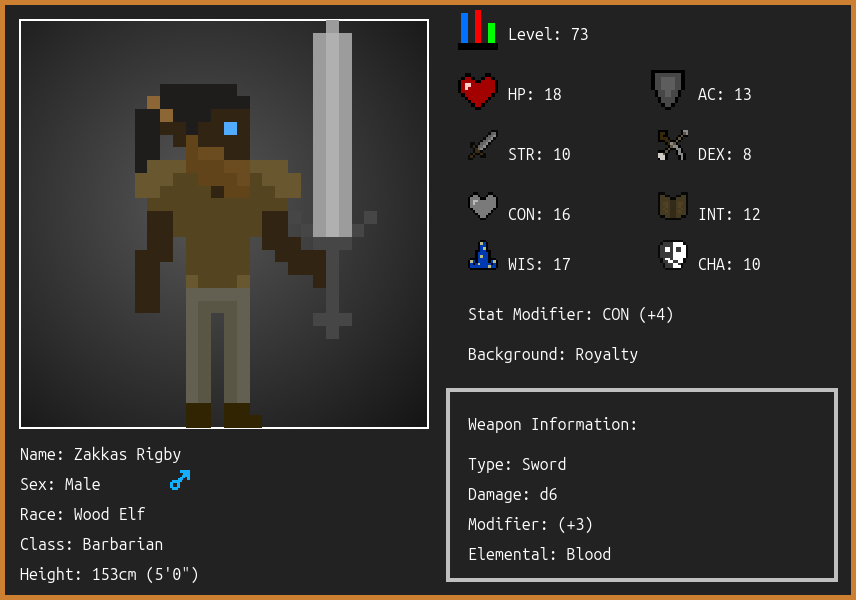 Level: 73
HP: 18
AC: 13
STR: 10
DEX: 8
CON: 16
INT: 12
WIS: 17
CHA: 10
Stat Modifier: CON (+4)
Background: Royalty
Weapon Information:
Type: Sword
Damage: d6
Modifier: (+3)
Elemental: Blood
Name: Zakkas Rigby
Sex: Male
Race: Wood Elf
Class: Barbarian
Height: 153cm (5'0")